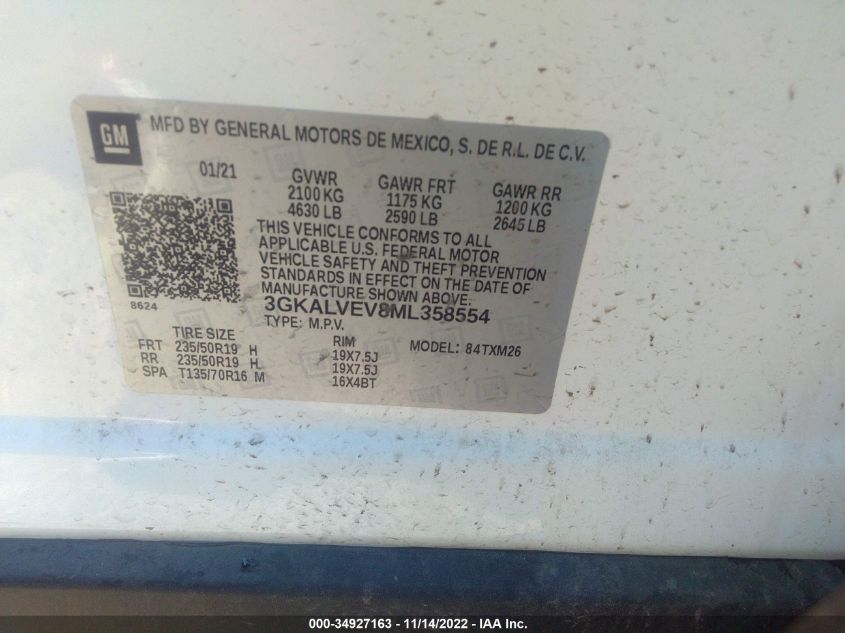 GM MFD BY GENERAL MOTORS DE MEXICO, S. DE R.L. DE C.V.
01/21 GVWR GAWR FRT GAWR RR
2100 KG 1175 KG 1200 KG
4630 LB 2590 LB 2645 LB
THIS VEHICLE CONFORMS TO ALL
APPLICABLE U.S. FEDERAL MOTOR
VEHICLE SAFETY AND THEFT PREVENTION
STANDARDS IN EFFECT ON THE DATE OF
MANUFACTURE SHOWN ABOVE.
8624 3GKALVEV8ML358554
TYPE: M.P.V.
TIRE SIZE RIM MODEL: 84TXM26
FRT 235/50R19 H 19X7.5J
RR 235/50R19 H 19X7.5J
SPA T135/70R16 M 16X4BT
000-34927163 - 11/14/2022 - IAA Inc.